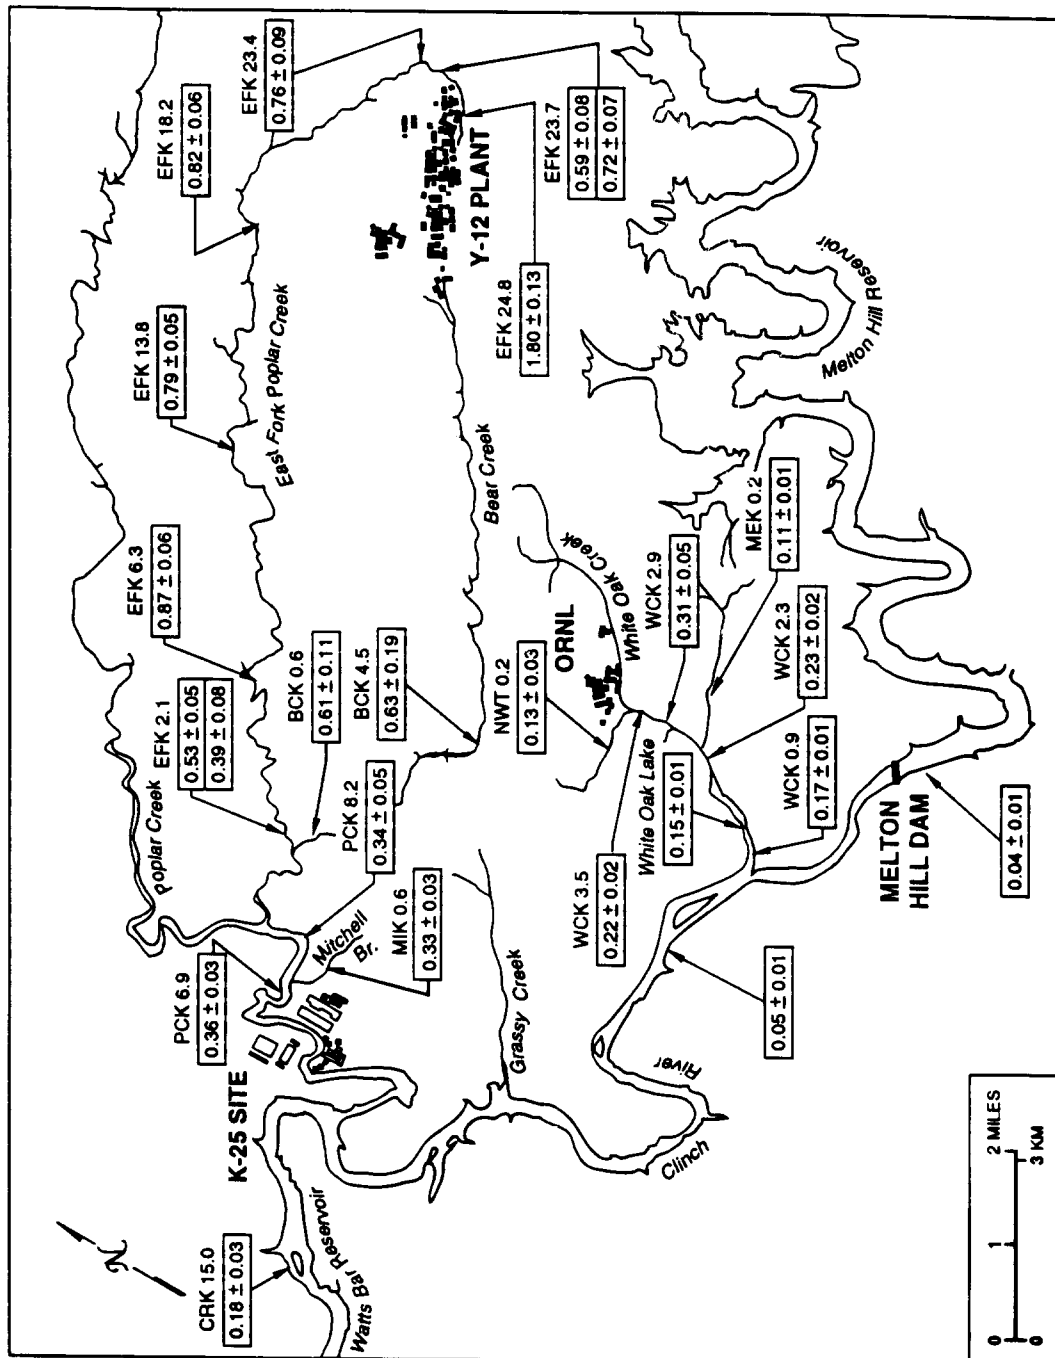 EFK 23.4
0.76 ± 0.09
EFK 18.2
0.82 ± 0.06
EFK 13.8
0.79 ± 0.05
East Fork Poplar Creek
EFK 6.3
0.87 ± 0.06
EFK 2.1
0.53 ± 0.05
0.39 ± 0.08
Poplar Creek
BCK 0.6
0.61 ± 0.11
BCK 4.5
0.63 ± 0.19
PCK 8.2
0.34 ± 0.05
PCK 6.9
0.36 ± 0.03
Mitchell
Br.
MIK 0.6
0.33 ± 0.03
K-25 SITE
CRK 15.0
0.18 ± 0.03
Watts Bar Reservoir
N
Y-12 PLANT
EFK 23.7
0.59 ± 0.08
0.72 ± 0.07
EFK 24.8
1.80 ± 0.13
Bear Creek
ORNL
White Oak Creek
NWT 0.2
0.13 ± 0.03
WCK 2.9
0.31 ± 0.05
MEK 0.2
0.11 ± 0.01
WCK 2.3
0.23 ± 0.02
WCK 0.9
0.17 ± 0.01
White Oak Lake
0.15 ± 0.01
WCK 3.5
0.22 ± 0.02
Grassy Creek
Melton Hill Reservoir
MELTON
HILL DAM
0.04 ± 0.01
0.05 ± 0.01
Clinch River
0 1 2 MILES
0 3 KM